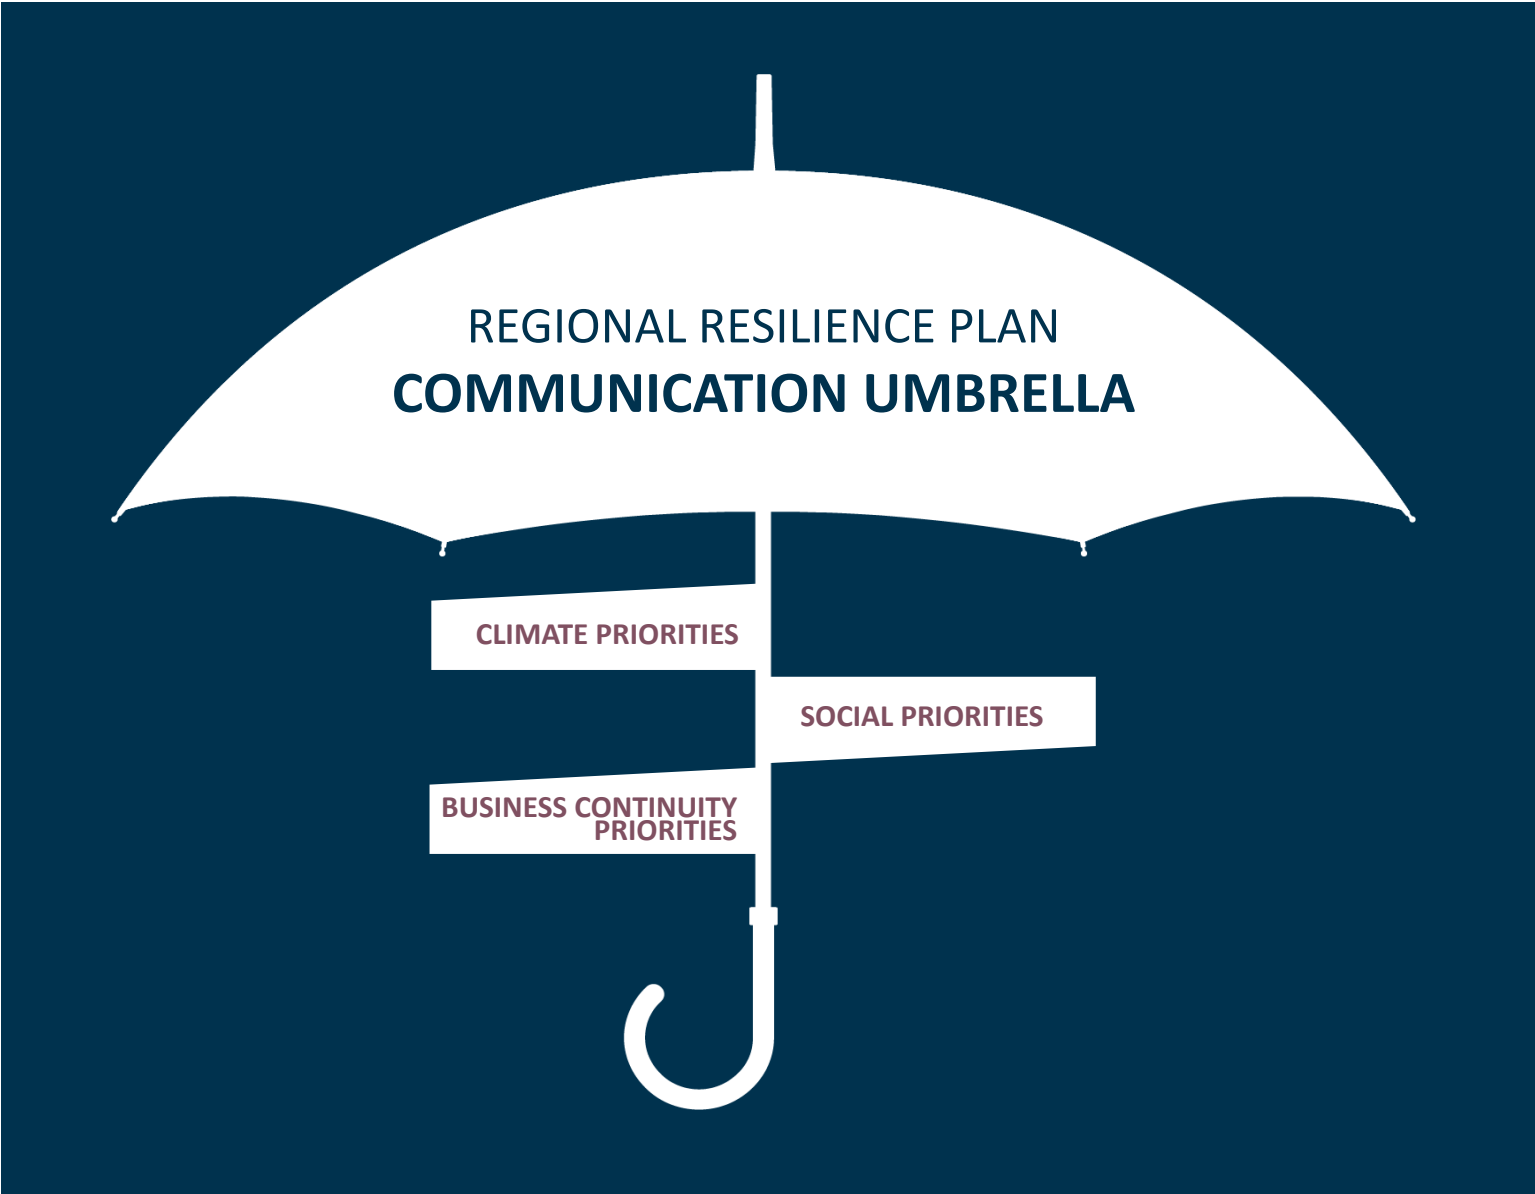 REGIONAL RESILIENCE PLAN
COMMUNICATION UMBRELLA
CLIMATE PRIORITIES
SOCIAL PRIORITIES
BUSINESS CONTINUITY
PRIORITIES